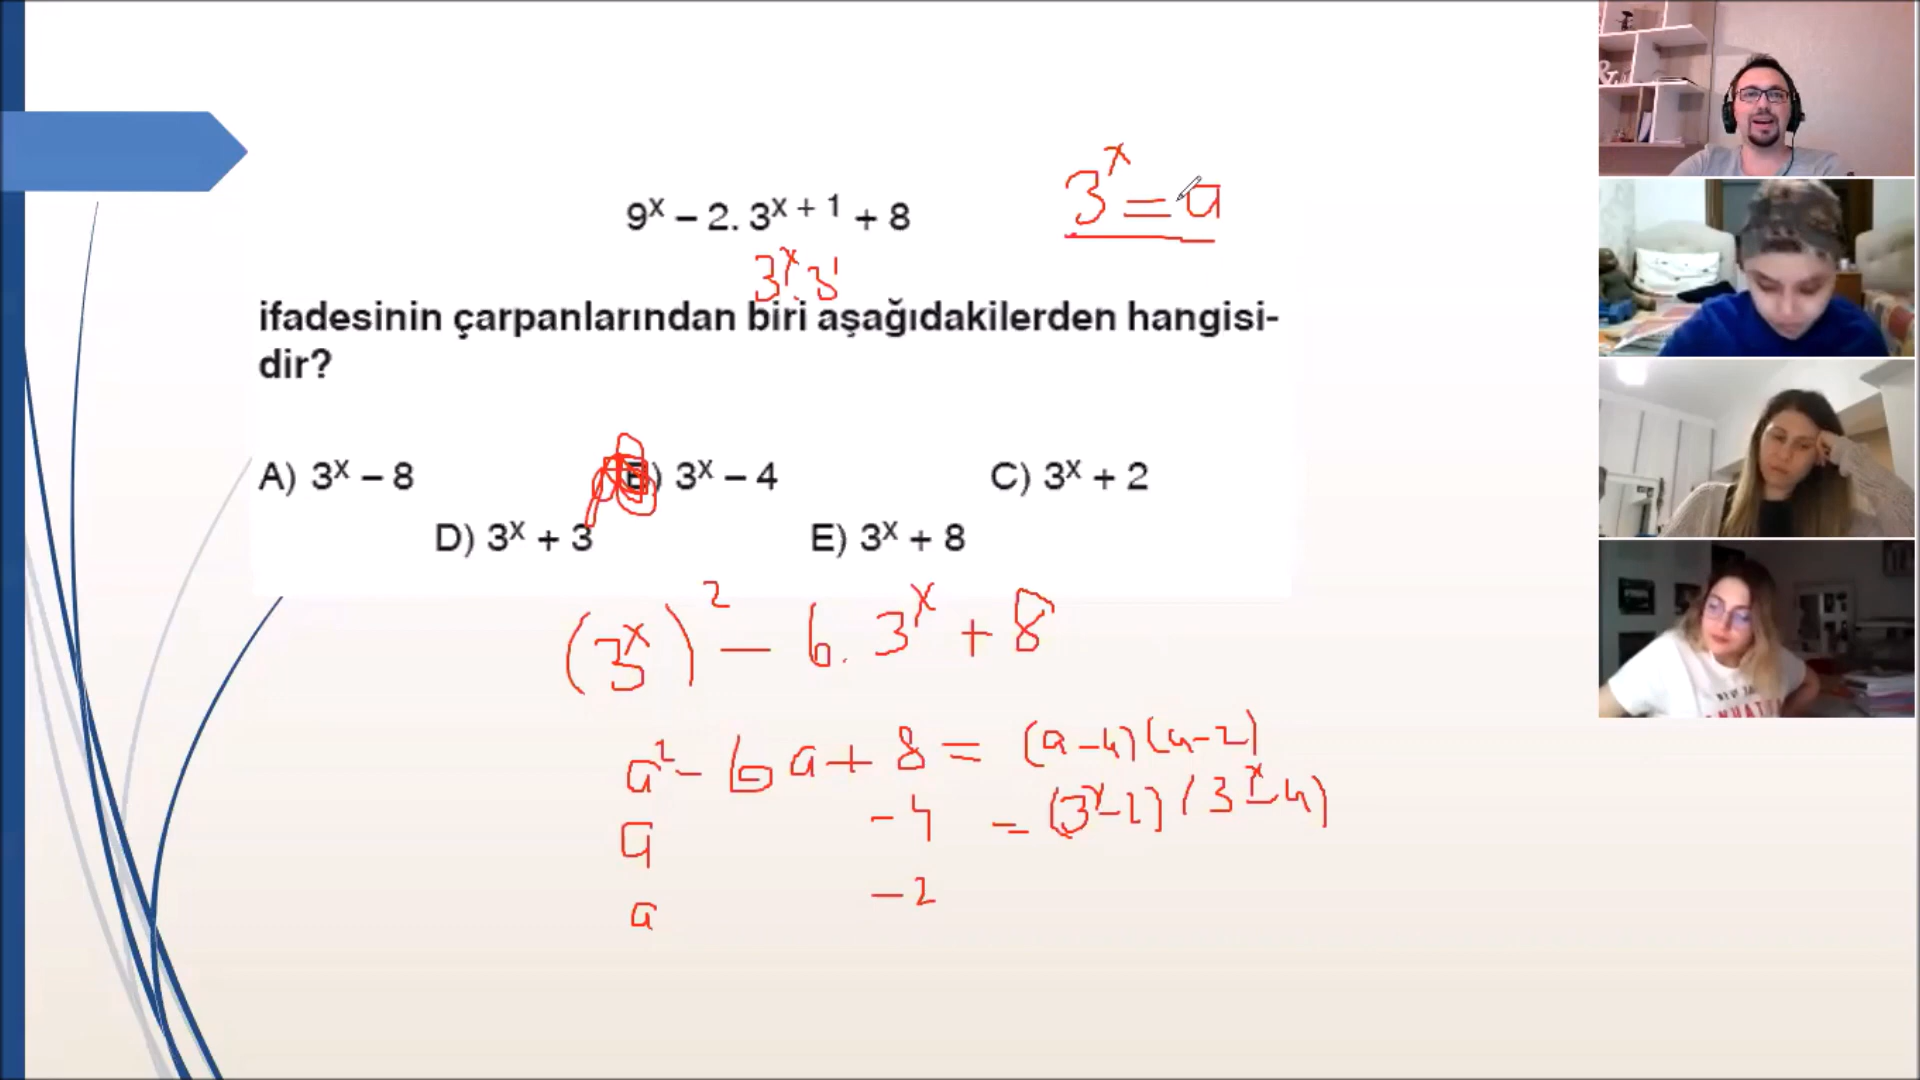 9ˣ – 2. 3ˣ ⁺ ¹ + 8
3ˣ = a
3ˣ.3¹
ifadesinin çarpanlarından biri aşağıdakilerden hangisi-
dir?
A) 3ˣ – 8
B) 3ˣ – 4
C) 3ˣ + 2
D) 3ˣ + 3
E) 3ˣ + 8
(3ˣ)² – 6. 3ˣ + 8
a² – 6a + 8 = (a – 4) (a – 2)
a – 4 = (3ˣ – 2) (3ˣ – 4)
a – 2